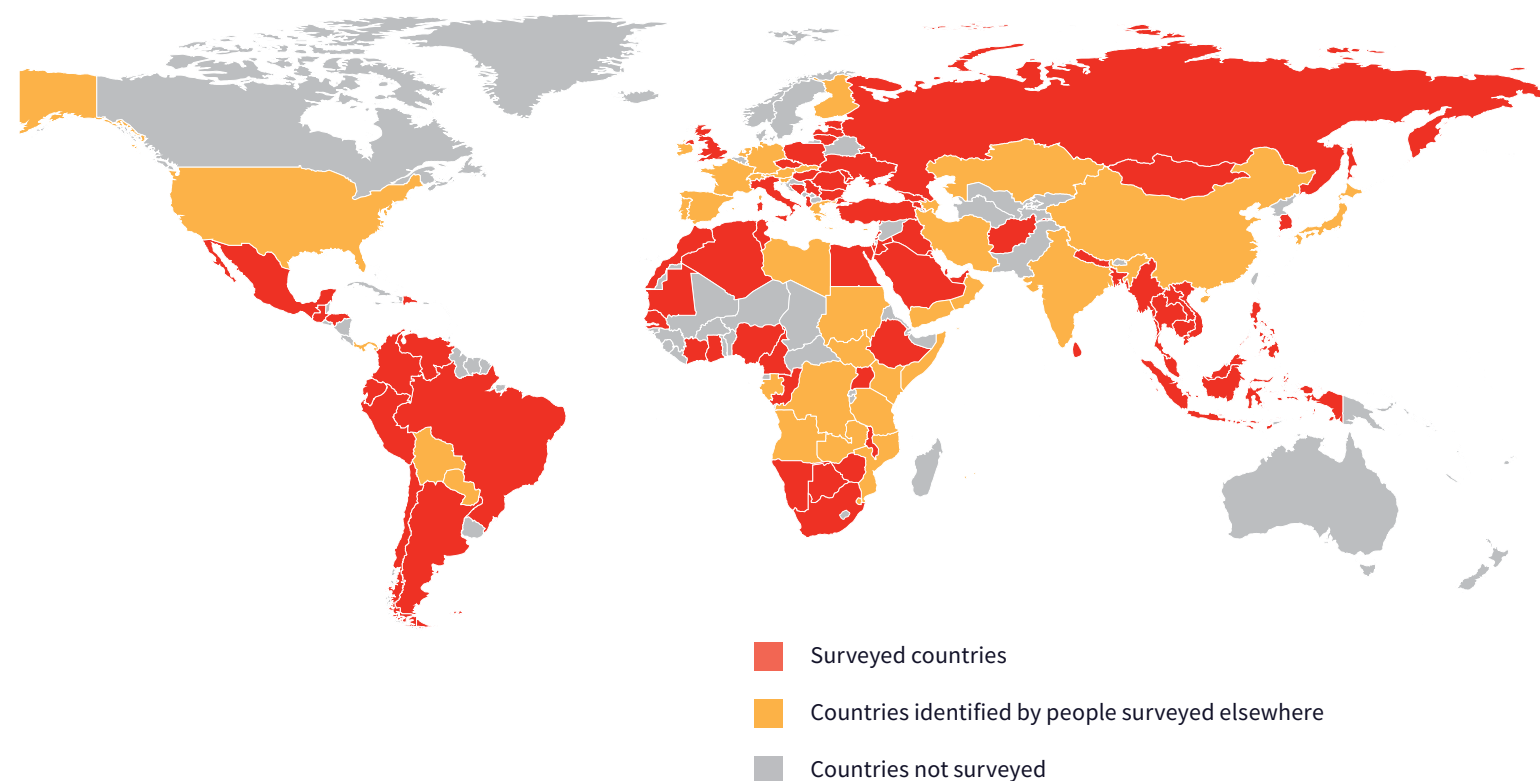 Surveyed countries
Countries identified by people surveyed elsewhere
Countries not surveyed